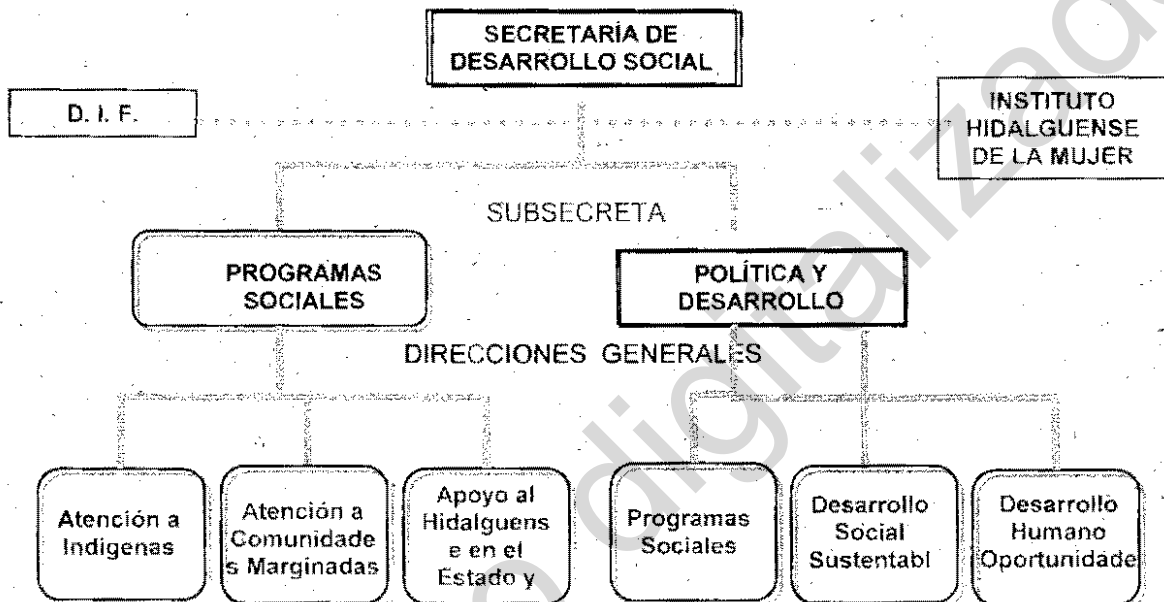 SECRETARÍA DE
DESARROLLO SOCIAL
D. I. F.
INSTITUTO
HIDALGUENSE
DE LA MUJER
SUBSECRETA
PROGRAMAS
SOCIALES
POLÍTICA Y
DESARROLLO
DIRECCIONES GENERALES
Atención a
Indigenas
Atención a
Comunidade
s Marginadas
Apoyo al
Hidalguens
e en el
Estado y
Programas
Sociales
Desarrollo
Social
Sustentabl
Desarrollo
Humano
Oportunidade
digitalizado